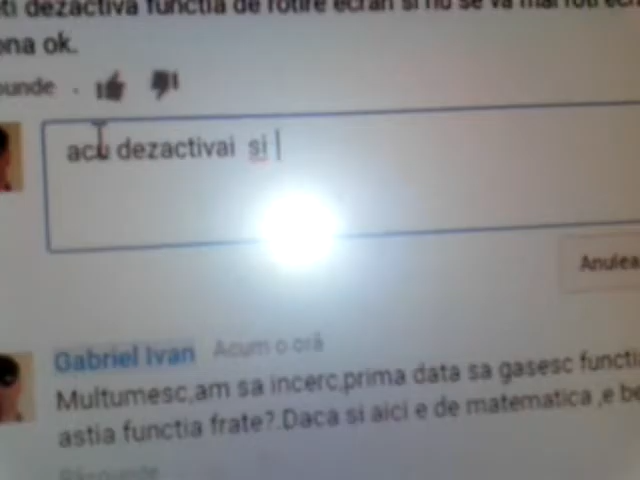 ti dezactiva functia de rotire ecran si nu se va mai roti
ona ok.
ounde
acu dezactivai si
Anulea
Gabriel Ivan Acum o oră
Multumesc,am sa incerc,prima data sa gasesc functi
astia functia frate?.Daca si aici e de matematica ,e be
Răspunde